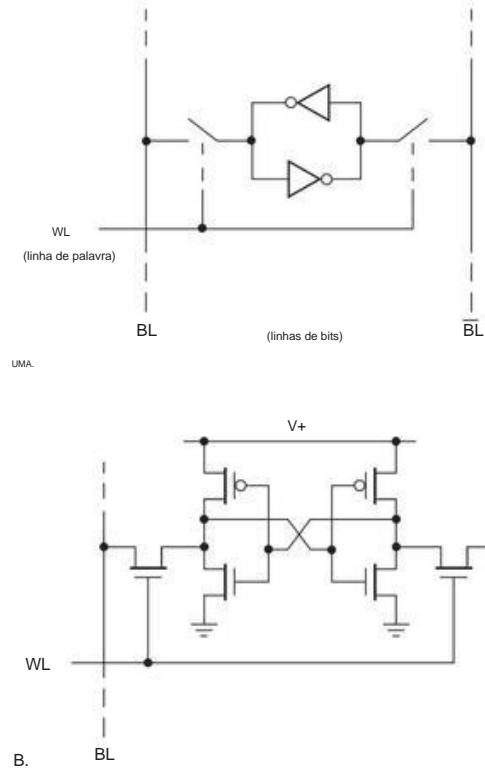 WL
(linha de palavra)
BL
(linhas de bits)
BL
UMA.
V+
WL
BL
B.